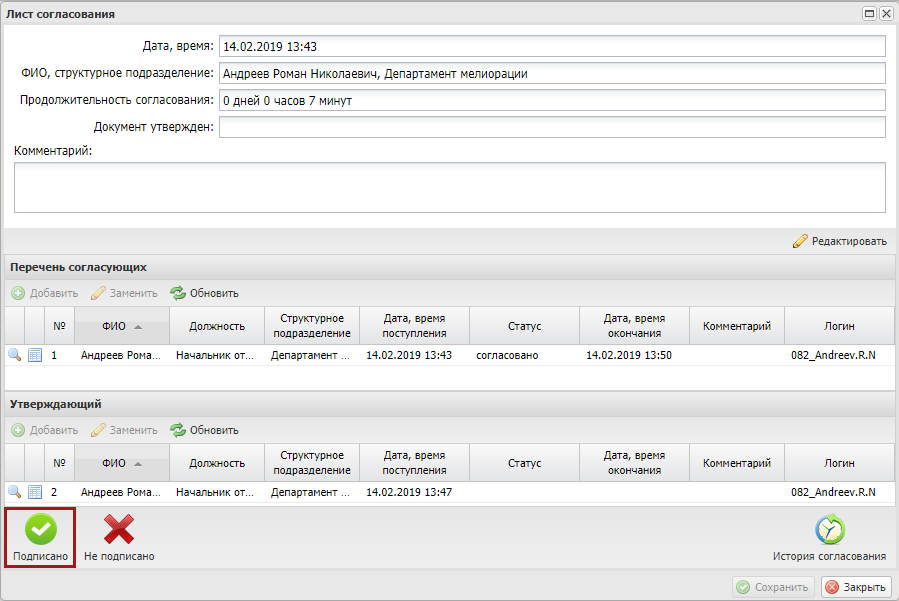 Лист согласования
Дата, время: 14.02.2019 13:43
ФИО, структурное подразделение: Андреев Роман Николаевич, Департамент мелиорации
Продолжительность согласования: 0 дней 0 часов 7 минут
Документ утвержден:
Комментарий:
Редактировать
Перечень согласующих
Добавить Заменить Обновить
№ ФИО Должность Структурное подразделение Дата, время поступления Статус Дата, время окончания Комментарий Логин
1 Андреев Рома... Начальник от... Департамент ... 14.02.2019 13:43 согласовано 14.02.2019 13:50 082_Andreev.R.N
Утверждающий
Добавить Заменить Обновить
№ ФИО Должность Структурное подразделение Дата, время поступления Статус Дата, время окончания Комментарий Логин
2 Андреев Рома... Начальник от... Департамент ... 14.02.2019 13:47 082_Andreev.R.N
Подписано Не подписано История согласования
Сохранить Закрыть